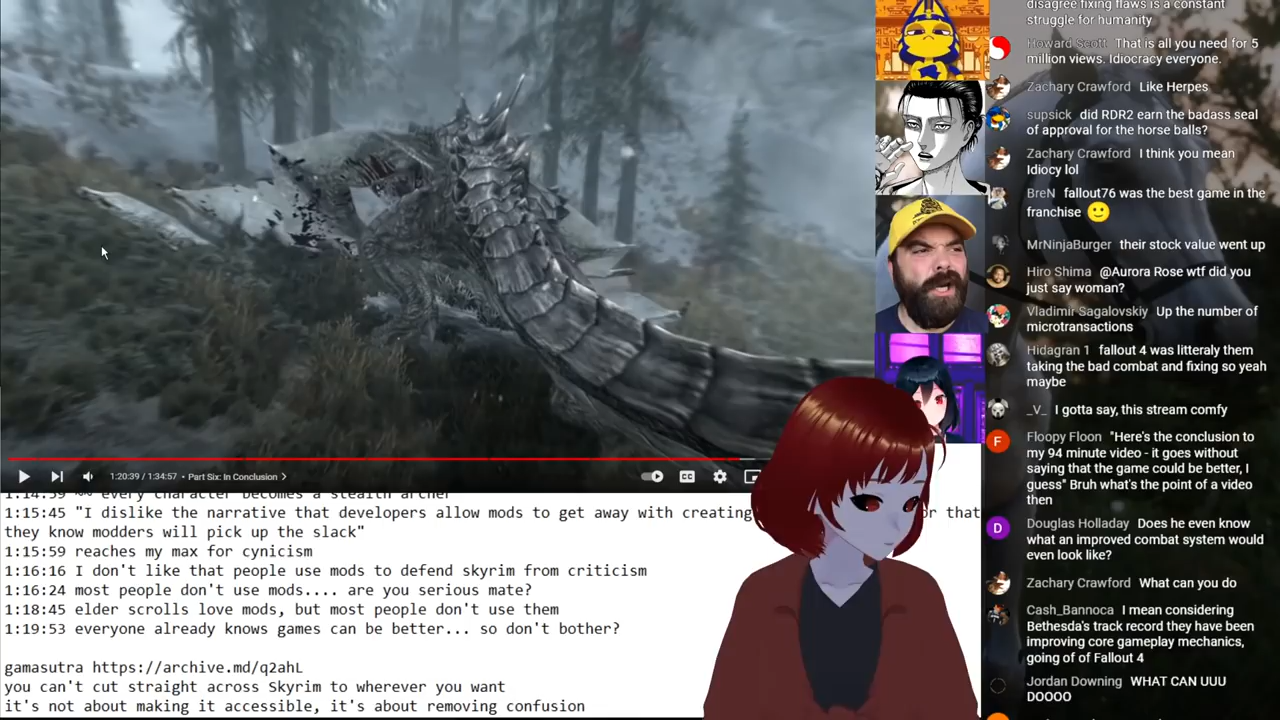 1:20:39 / 1:34:57 • Part Six: In Conclusion
CC
every character becomes a stealth archer
1:15:45 "I dislike the narrative that developers allow mods to get away with creating
or that
they know modders will pick up the slack"
1:15:59 reaches my max for cynicism
1:16:16 I don't like that people use mods to defend skyrim from criticism
1:16:24 most people don't use mods.... are you serious mate?
1:18:45 elder scrolls love mods, but most people don't use them
1:19:53 everyone already knows games can be better... so don't bother?
gamasutra https://archive.md/q2ahL
you can't cut straight across Skyrim to wherever you want
it's not about making it accessible, it's about removing confusion
disagree fixing flaws is a constant
struggle for humanity
Howard Scott That is all you need for 5
million views. Idiocracy everyone.
Zachary Crawford Like Herpes
supsick did RDR2 earn the badass seal
of approval for the horse balls?
Zachary Crawford I think you mean
Idiocy lol
BreN fallout76 was the best game in the
franchise
MrNinjaBurger their stock value went up
Hiro Shima @Aurora Rose wtf did you
just say woman?
Vladimir Sagalovskiy Up the number of
microtransactions
Hidagran 1 fallout 4 was litteraly them
taking the bad combat and fixing so yeah
maybe
_V_ I gotta say, this stream comfy
F
Floopy Floon "Here's the conclusion to
my 94 minute video - it goes without
saying that the game could be better, I
guess" Bruh what's the point of a video
then
D
Douglas Holladay Does he even know
what an improved combat system would
even look like?
Zachary Crawford What can you do
Cash_Bannoca I mean considering
Bethesda's track record they have been
improving core gameplay mechanics,
going of of Fallout 4
Jordan Downing WHAT CAN UUU
DOOOO